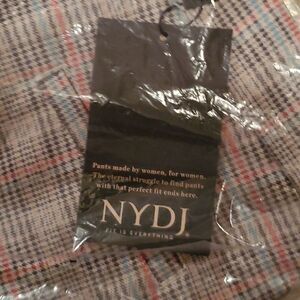 Pants made by women, for women.
The eternal struggle to find pants
with that perfect fit ends here.
NYDJ®
FIT IS EVERYTHING